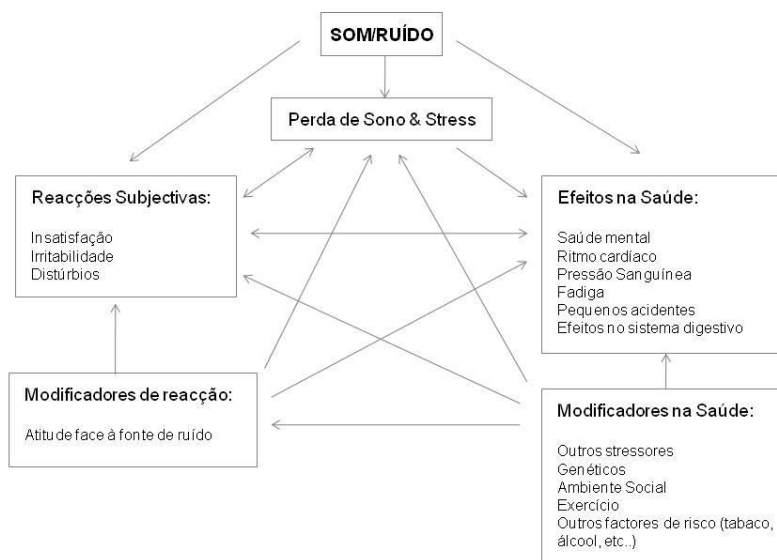 SOM/RUÍDO
Perda de Sono & Stress
Reacções Subjectivas:
Insatisfação
Irritabilidade
Distúrbios
Efeitos na Saúde:
Saúde mental
Ritmo cardíaco
Pressão Sanguínea
Fadiga
Pequenos acidentes
Efeitos no sistema digestivo
Modificadores de reacção:
Atitude face à fonte de ruído
Modificadores na Saúde:
Outros stressores
Genéticos
Ambiente Social
Exercício
Outros factores de risco (tabaco,
álcool, etc..)